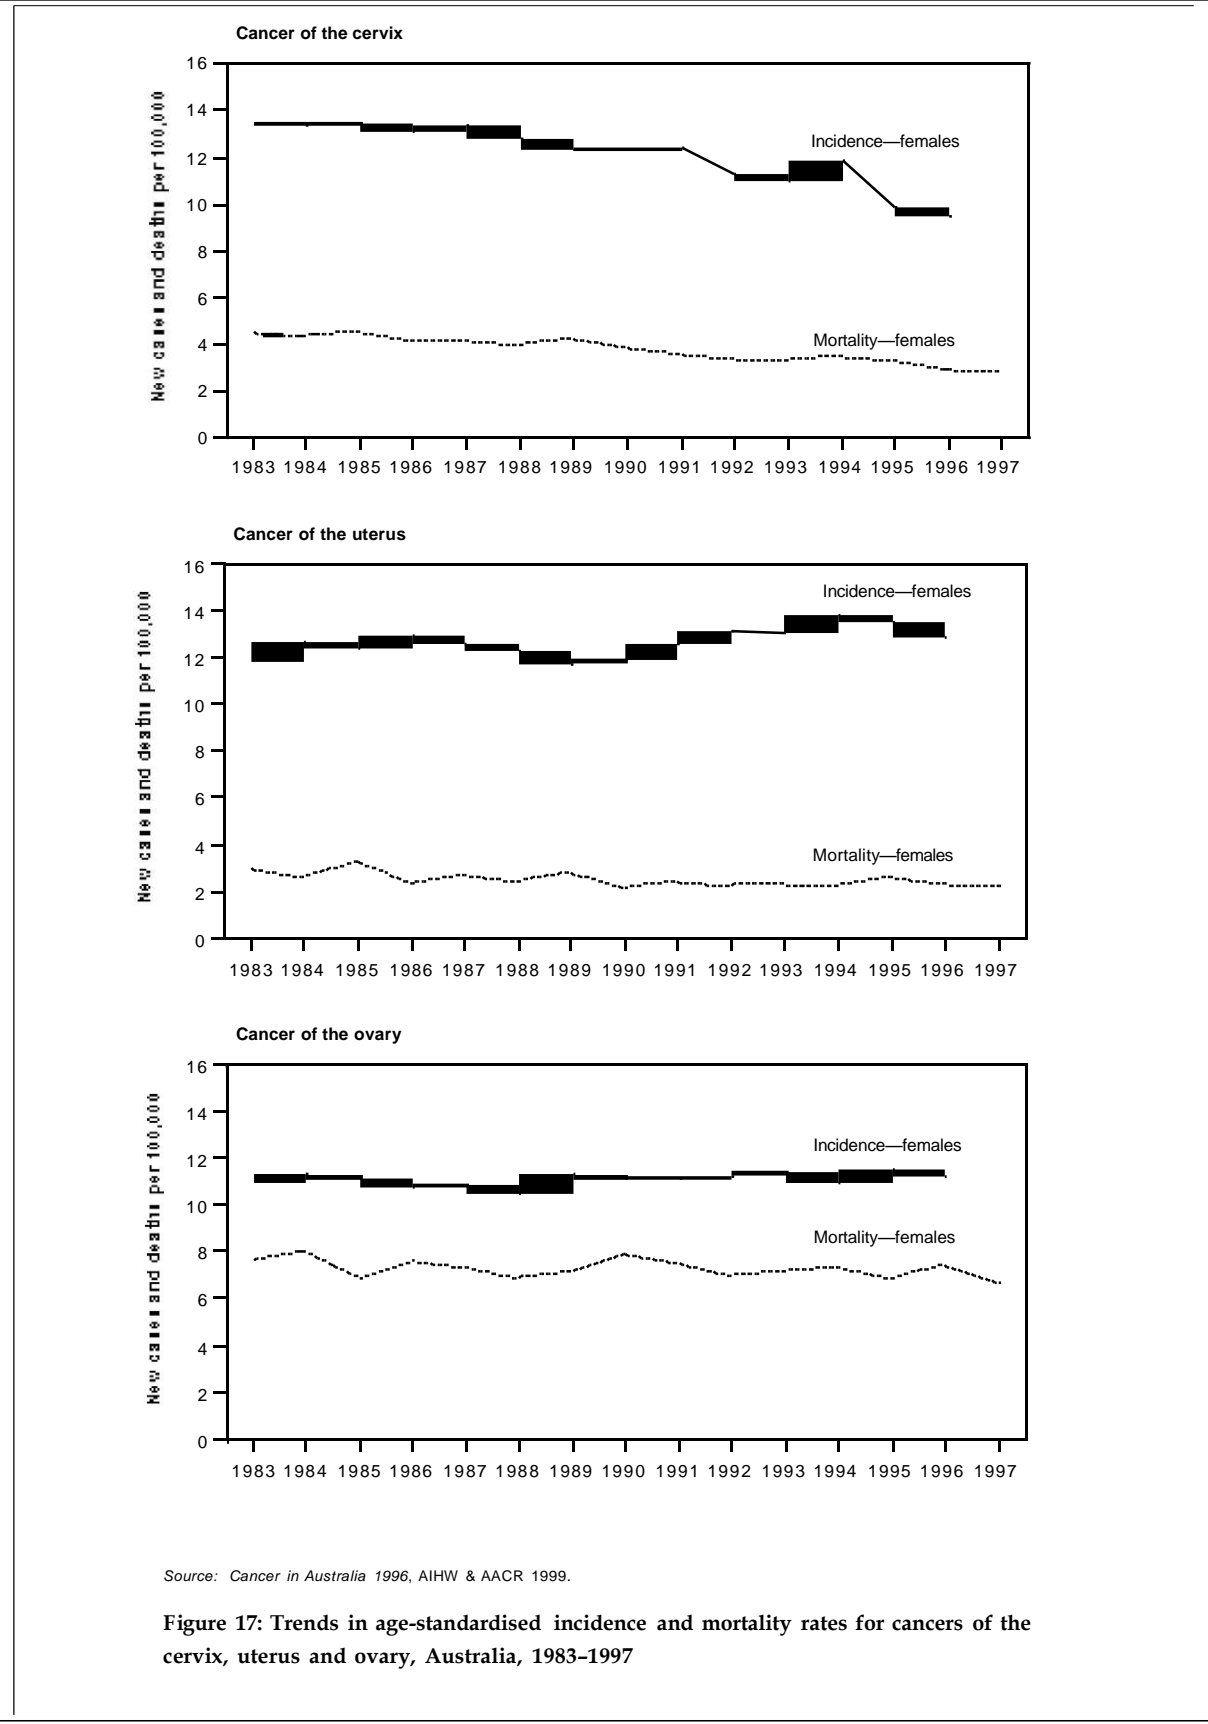 Cancer of the cervix
16
14
12
10
8
6
4
2
0
New cases and deaths per 100,000
Incidence—females
Mortality—females
1983 1984 1985 1986 1987 1988 1989 1990 1991 1992 1993 1994 1995 1996 1997
Cancer of the uterus
16
14
12
10
8
6
4
2
0
New cases and deaths per 100,000
Incidence—females
Mortality—females
1983 1984 1985 1986 1987 1988 1989 1990 1991 1992 1993 1994 1995 1996 1997
Cancer of the ovary
16
14
12
10
8
6
4
2
0
New cases and deaths per 100,000
Incidence—females
Mortality—females
1983 1984 1985 1986 1987 1988 1989 1990 1991 1992 1993 1994 1995 1996 1997
Source: Cancer in Australia 1996, AIHW & AACR 1999.
Figure 17: Trends in age-standardised incidence and mortality rates for cancers of the
cervix, uterus and ovary, Australia, 1983–1997